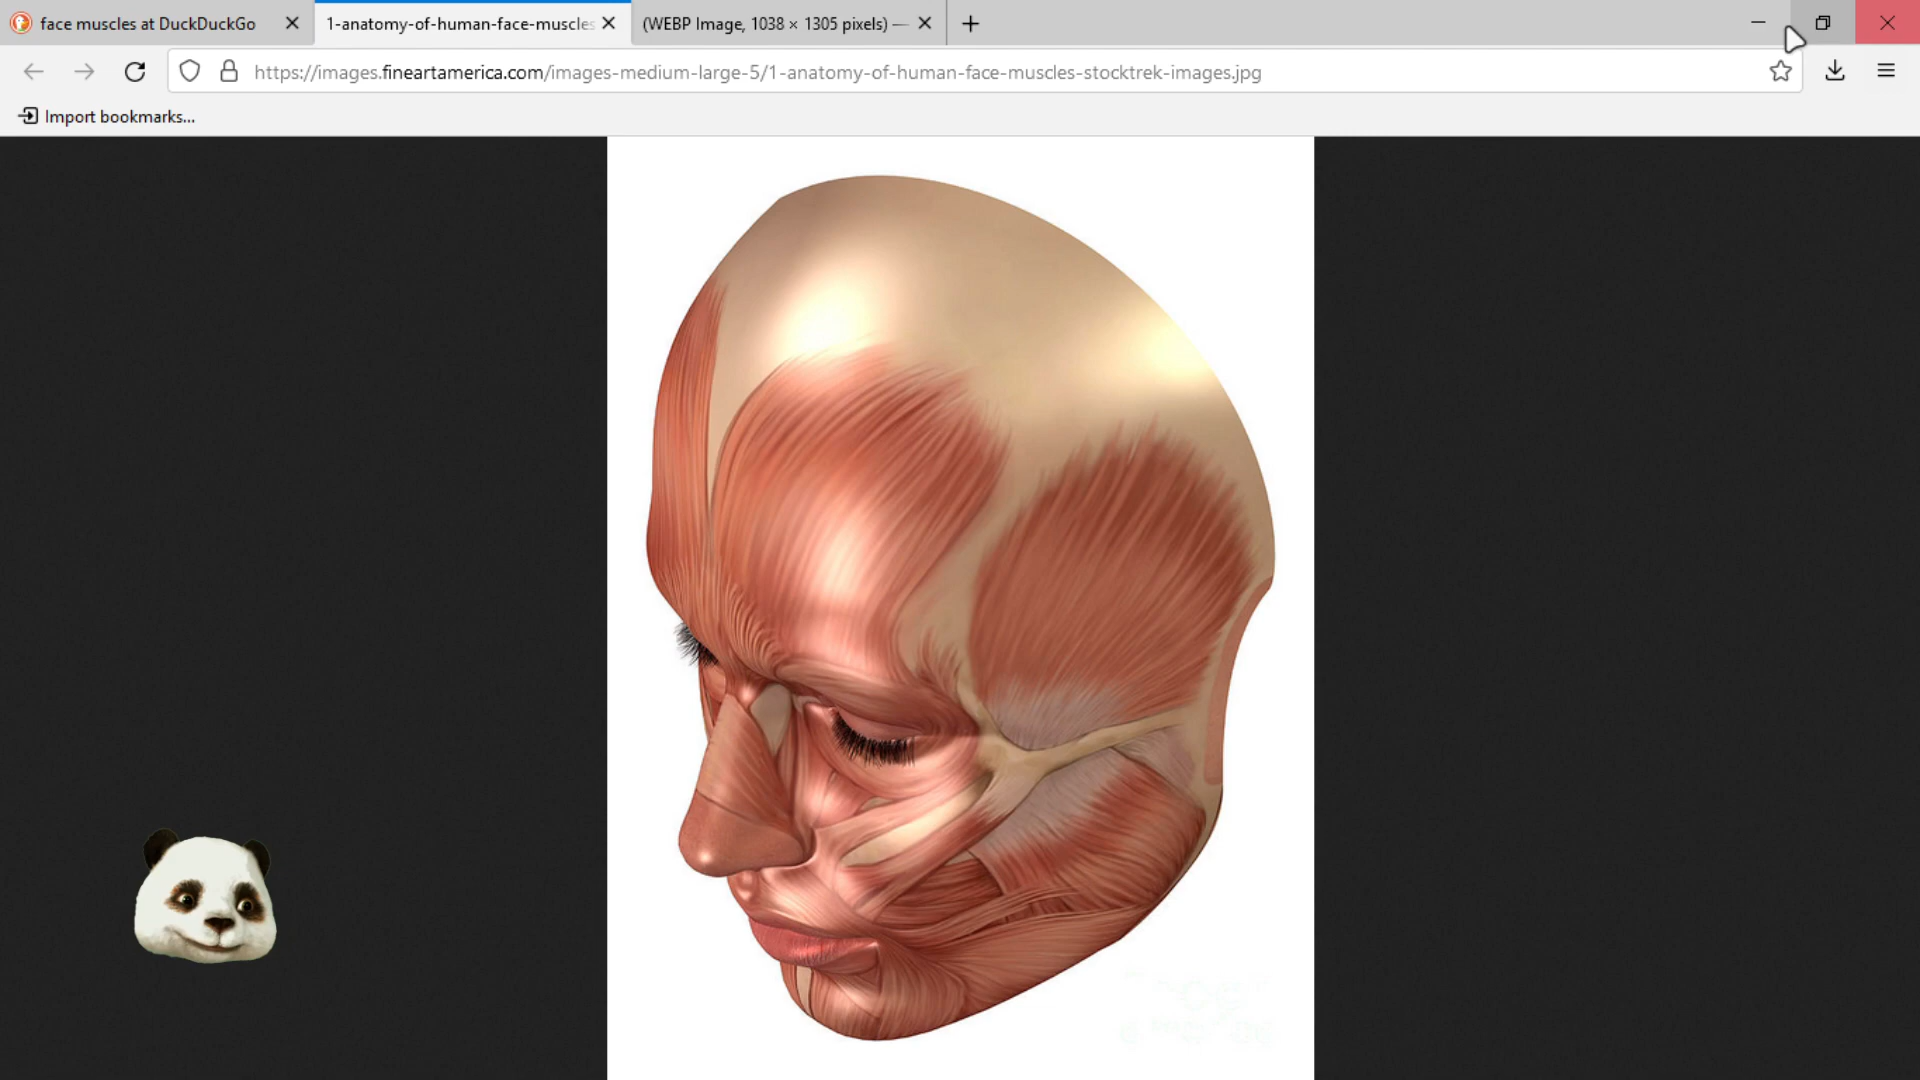 face muscles at DuckDuckGo
1-anatomy-of-human-face-muscles
(WEBP Image, 1038 × 1305 pixels) —
https://images.fineartamerica.com/images-medium-large-5/1-anatomy-of-human-face-muscles-stocktrek-images.jpg
Import bookmarks...